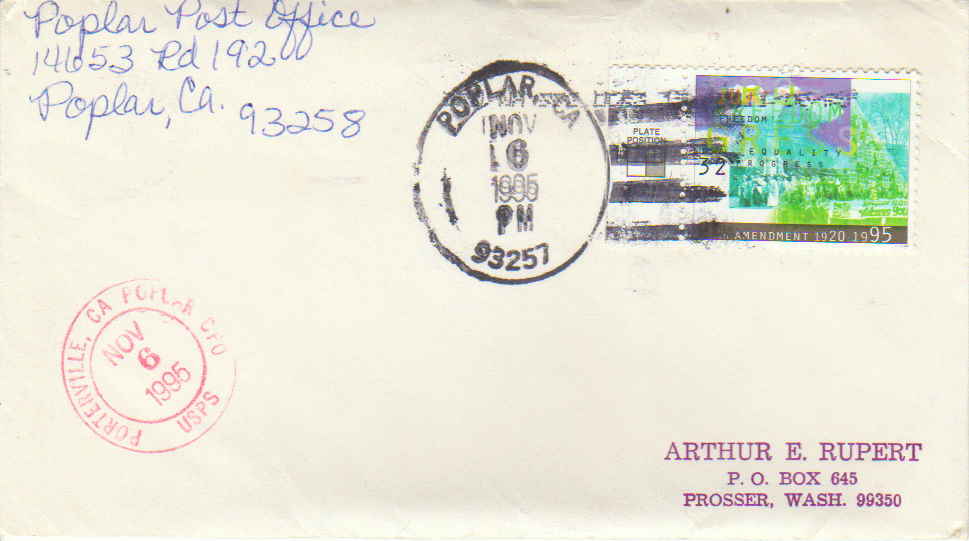 Poplar Post Office
14653 Rd 192
Poplar, Ca. 93258
POPLAR, CA
NOV
6
1995
PM
93257
PLATE
POSITION
FREEDOM
EQUALITY
PROGRESS
32
AMENDMENT 1920 1995
PORTERVILLE, CA POPLAR CPO
NOV
6
1995
USPS
ARTHUR E. RUPERT
P. O. BOX 645
PROSSER, WASH. 99350